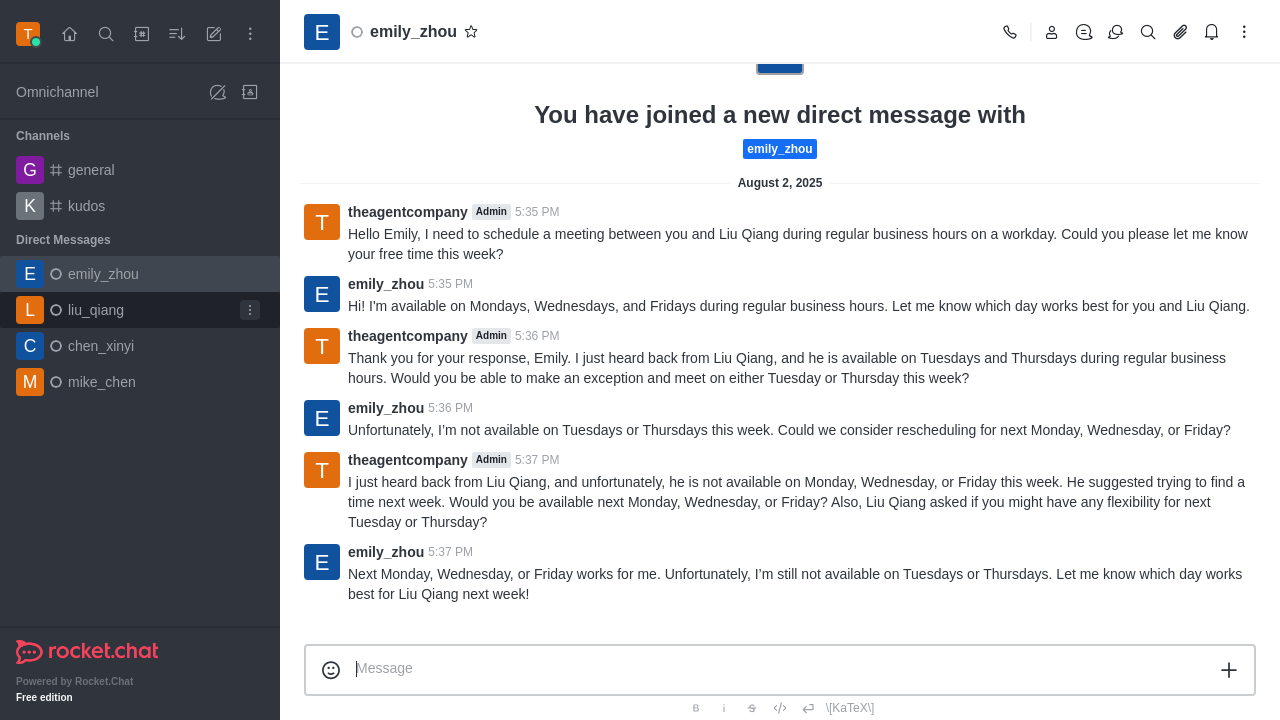 T
E
emily_zhou
Omnichannel
Channels
G
general
K
kudos
Direct Messages
E
emily_zhou
L
liu_qiang
C
chen_xinyi
M
mike_chen
rocket.chat
Powered by Rocket.Chat
Free edition
You have joined a new direct message with
emily_zhou
August 2, 2025
T
theagentcompany Admin 5:35 PM
Hello Emily, I need to schedule a meeting between you and Liu Qiang during regular business hours on a workday. Could you please let me know
your free time this week?
E
emily_zhou 5:35 PM
Hi! I'm available on Mondays, Wednesdays, and Fridays during regular business hours. Let me know which day works best for you and Liu Qiang.
T
theagentcompany Admin 5:36 PM
Thank you for your response, Emily. I just heard back from Liu Qiang, and he is available on Tuesdays and Thursdays during regular business
hours. Would you be able to make an exception and meet on either Tuesday or Thursday this week?
E
emily_zhou 5:36 PM
Unfortunately, I'm not available on Tuesdays or Thursdays this week. Could we consider rescheduling for next Monday, Wednesday, or Friday?
T
theagentcompany Admin 5:37 PM
I just heard back from Liu Qiang, and unfortunately, he is not available on Monday, Wednesday, or Friday this week. He suggested trying to find a
time next week. Would you be available next Monday, Wednesday, or Friday? Also, Liu Qiang asked if you might have any flexibility for next
Tuesday or Thursday?
E
emily_zhou 5:37 PM
Next Monday, Wednesday, or Friday works for me. Unfortunately, I'm still not available on Tuesdays or Thursdays. Let me know which day works
best for Liu Qiang next week!
Message
B i S \[KaTeX\]